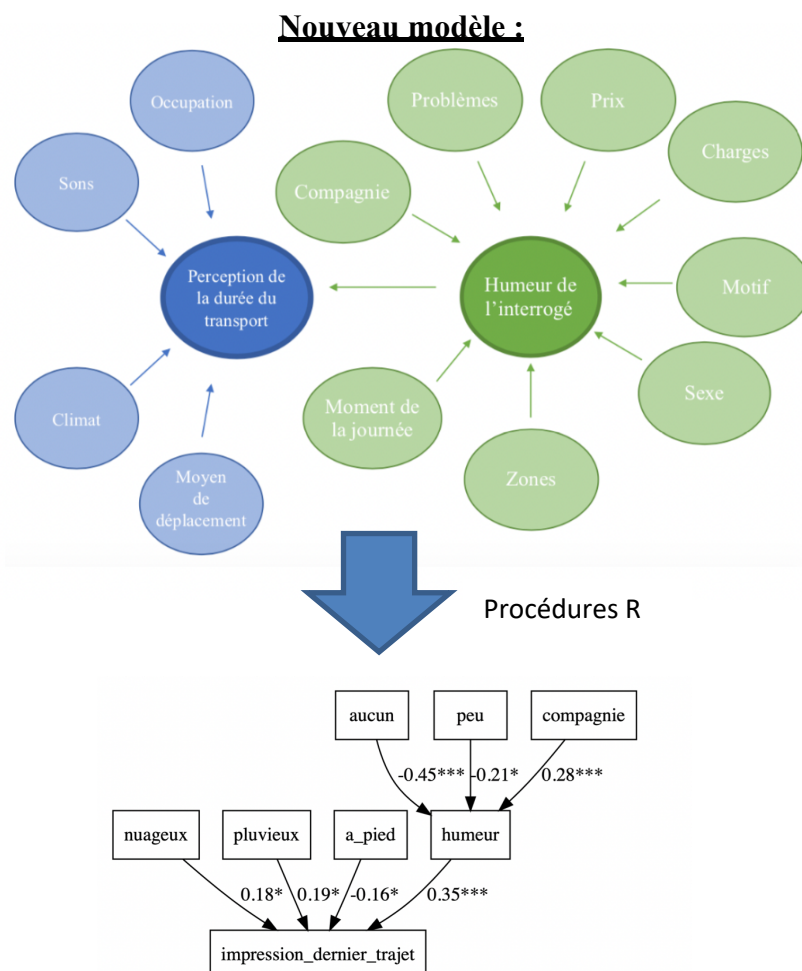 Nouveau modèle :
Occupation
Sons
Perception de
la durée du
transport
Climat
Moyen
de
déplacement
Problèmes
Prix
Charges
Compagnie
Humeur de
l'interrogé
Motif
Sexe
Moment de
la journée
Zones
Procédures R
aucun
peu
compagnie
-0.45***
-0.21*
0.28***
nuageux
pluvieux
a_pied
humeur
0.18*
0.19*
-0.16*
0.35***
impression_dernier_trajet